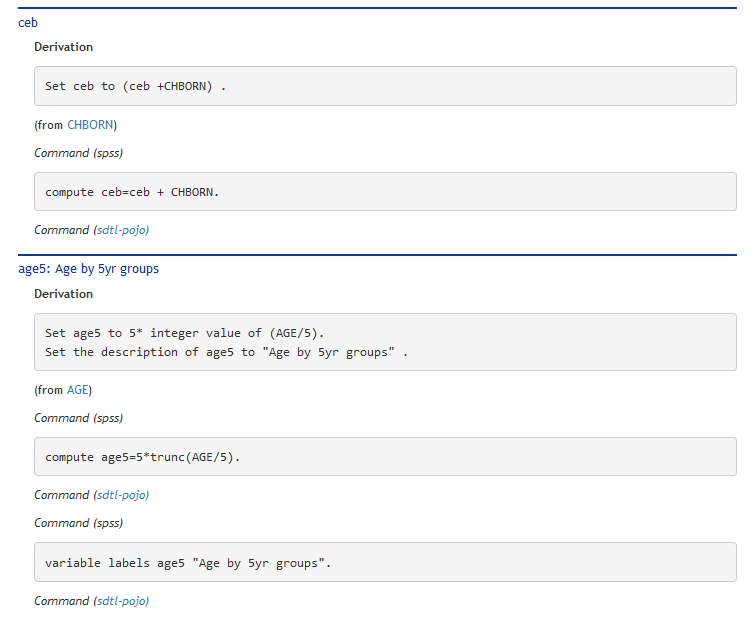 ceb
Derivation
Set ceb to (ceb +CHBORN) .
(from CHBORN)
Command (spss)
compute ceb=ceb + CHBORN.
Command (sdtl-pojo)
age5: Age by 5yr groups
Derivation
Set age5 to 5* integer value of (AGE/5).
Set the description of age5 to "Age by 5yr groups" .
(from AGE)
Command (spss)
compute age5=5*trunc(AGE/5).
Command (sdtl-pojo)
Command (spss)
variable labels age5 "Age by 5yr groups".
Command (sdtl-pojo)